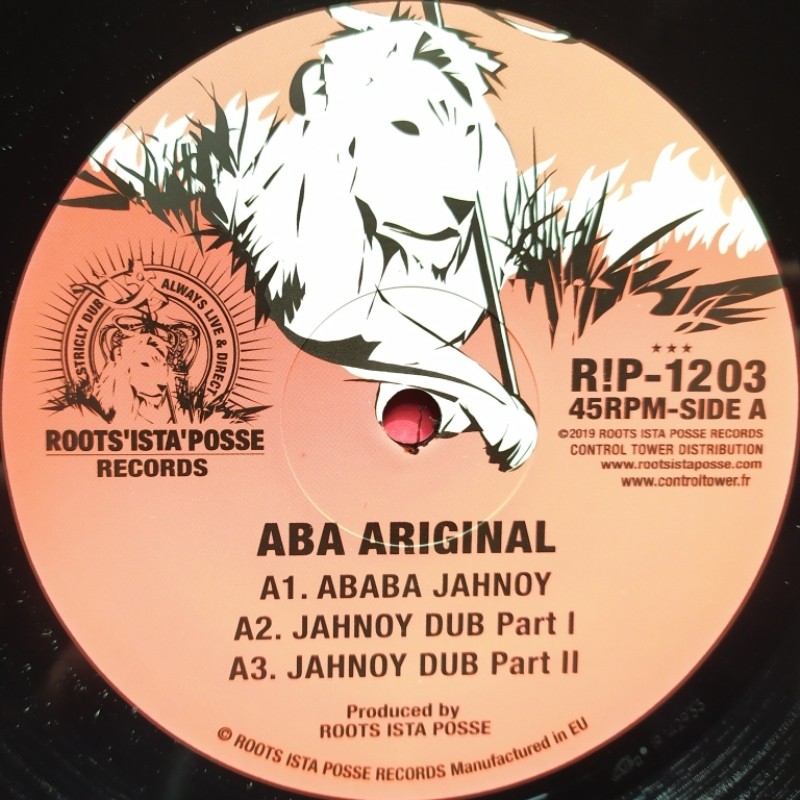 STRICLY DUB
ALWAYS LIVE & DIRECT
ROOTS'ISTA'POSSE
RECORDS
R!P-1203
45RPM-SIDE A
©2019 ROOTS ISTA POSSE RECORDS
CONTROL TOWER DISTRIBUTION
www.rootsistaposse.com
www.controltower.fr
ABA ARIGINAL
A1. ABABA JAHNOY
A2. JAHNOY DUB Part I
A3. JAHNOY DUB Part II
Produced by
ROOTS ISTA POSSE
© ROOTS ISTA POSSE RECORDS Manufactured in EU